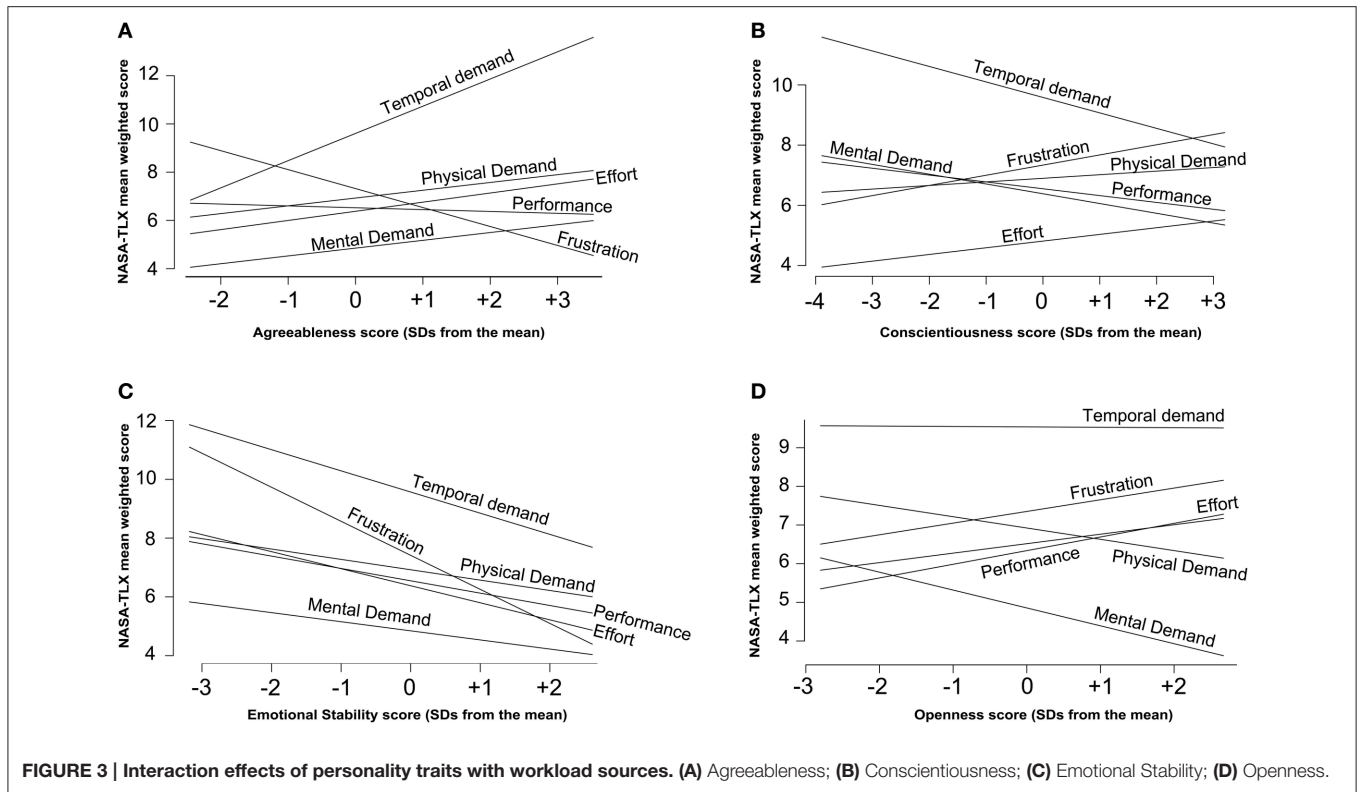 A
NASA-TLX mean weighted score
12
10
8
6
4
Temporal demand
Physical Demand
Effort
Performance
Mental Demand
Frustration
-2 -1 0 +1 +2 +3
Agreeableness score (SDs from the mean)
B
NASA-TLX mean weighted score
10
8
6
4
Temporal demand
Mental Demand
Frustration
Physical Demand
Performance
Effort
-4 -3 -2 -1 0 +1 +2 +3
Conscientiousness score (SDs from the mean)
C
NASA-TLX mean weighted score
12
10
8
6
4
Temporal demand
Frustration
Physical Demand
Mental Demand
Performance
Effort
-3 -2 -1 0 +1 +2
Emotional Stability score (SDs from the mean)
D
NASA-TLX mean weighted score
9
8
7
6
5
4
Temporal demand
Frustration
Effort
Performance
Physical Demand
Mental Demand
-3 -2 -1 0 +1 +2
Openness score (SDs from the mean)
FIGURE 3 | Interaction effects of personality traits with workload sources. (A) Agreeableness; (B) Conscientiousness; (C) Emotional Stability; (D) Openness.